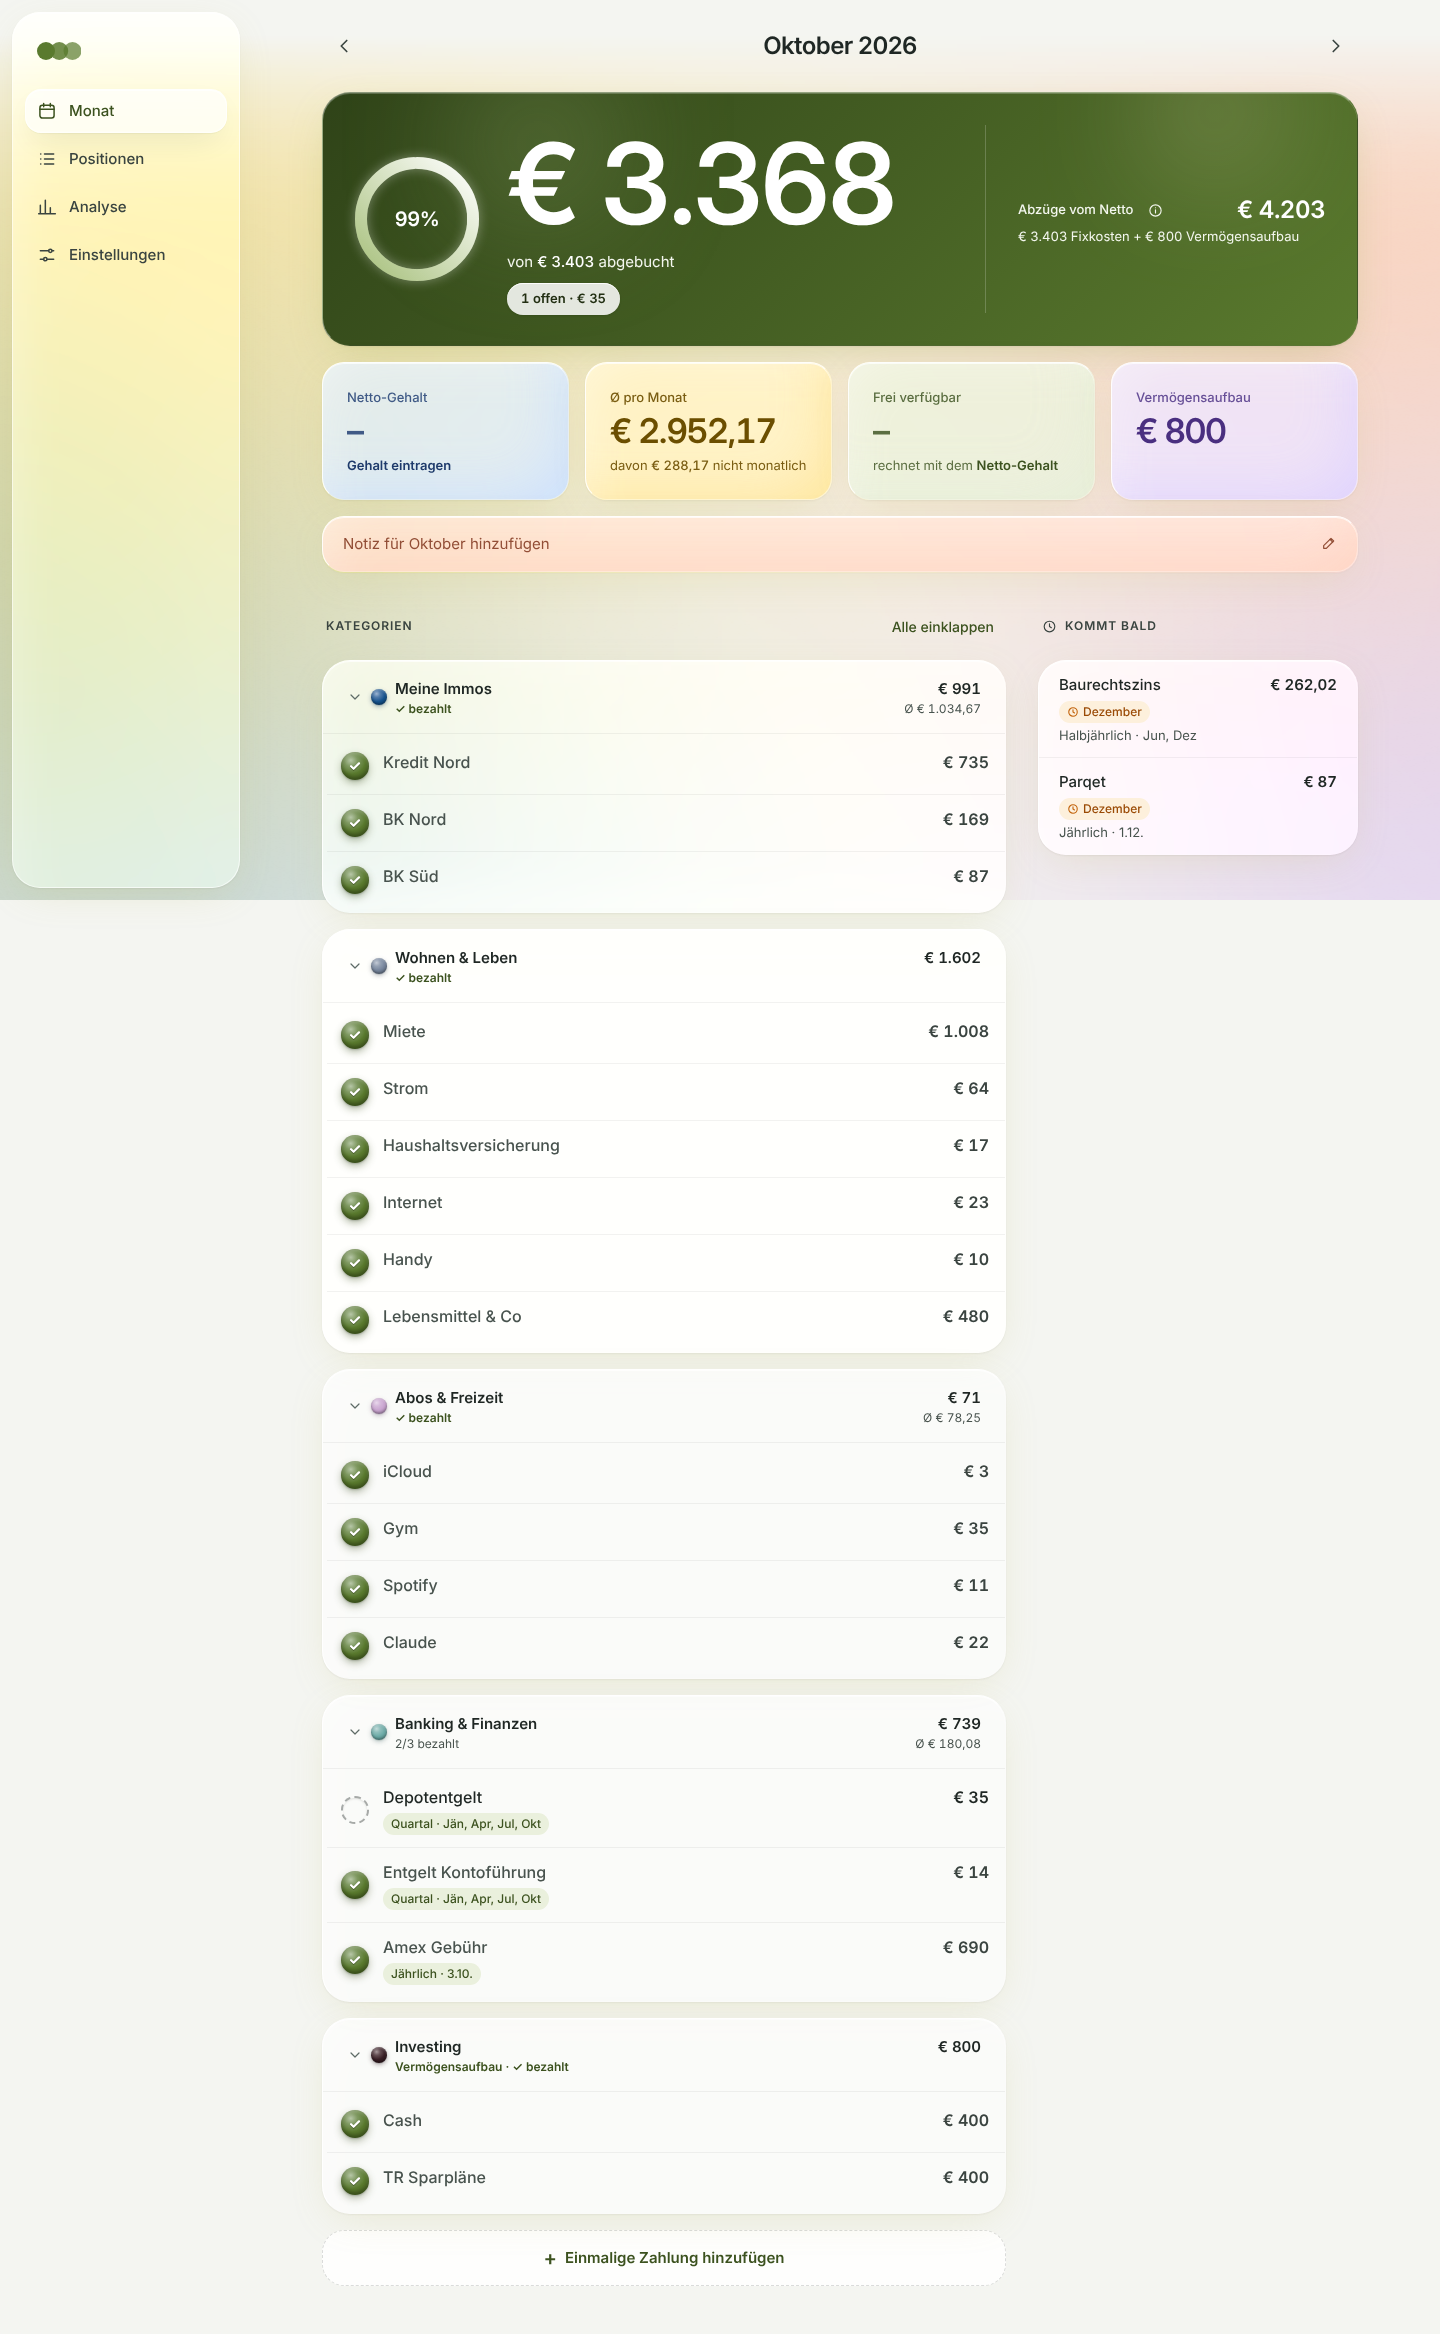 Monat
Positionen
Analyse
Einstellungen
Oktober 2026
99%
€ 3.368
von € 3.403 abgebucht
1 offen · € 35
Abzüge vom Netto
€ 4.203
€ 3.403 Fixkosten + € 800 Vermögensaufbau
Netto-Gehalt
–
Gehalt eintragen
Ø pro Monat
€ 2.952,17
davon € 288,17 nicht monatlich
Frei verfügbar
–
rechnet mit dem Netto-Gehalt
Vermögensaufbau
€ 800
Notiz für Oktober hinzufügen
KATEGORIEN
Alle einklappen
Meine Immos € 991
✓ bezahlt Ø € 1.034,67
Kredit Nord € 735
BK Nord € 169
BK Süd € 87
Wohnen & Leben € 1.602
✓ bezahlt
Miete € 1.008
Strom € 64
Haushaltsversicherung € 17
Internet € 23
Handy € 10
Lebensmittel & Co € 480
Abos & Freizeit € 71
✓ bezahlt Ø € 78,25
iCloud € 3
Gym € 35
Spotify € 11
Claude € 22
Banking & Finanzen € 739
2/3 bezahlt Ø € 180,08
Depotentgelt € 35
Quartal · Jän, Apr, Jul, Okt
Entgelt Kontoführung € 14
Quartal · Jän, Apr, Jul, Okt
Amex Gebühr € 690
Jährlich · 3.10.
Investing € 800
Vermögensaufbau · ✓ bezahlt
Cash € 400
TR Sparpläne € 400
+ Einmalige Zahlung hinzufügen
KOMMT BALD
Baurechtszins € 262,02
Dezember
Halbjährlich · Jun, Dez
Parqet € 87
Dezember
Jährlich · 1.12.